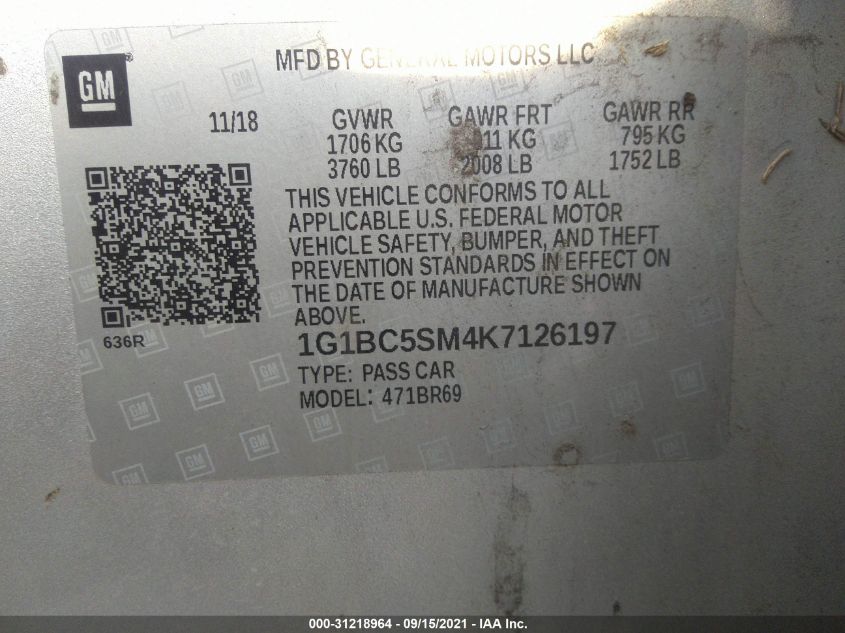 GM
MFD BY GENERAL MOTORS LLC
11/18
GVWR GAWR FRT GAWR RR
1706 KG KG 795 KG
3760 LB 2008 LB 1752 LB
THIS VEHICLE CONFORMS TO ALL
APPLICABLE U.S. FEDERAL MOTOR
VEHICLE SAFETY, BUMPER, AND THEFT
PREVENTION STANDARDS IN EFFECT ON
THE DATE OF MANUFACTURE SHOWN
ABOVE.
636R
1G1BC5SM4K7126197
TYPE: PASS CAR
MODEL: 471BR69
000-31218964 - 09/15/2021 - IAA Inc.